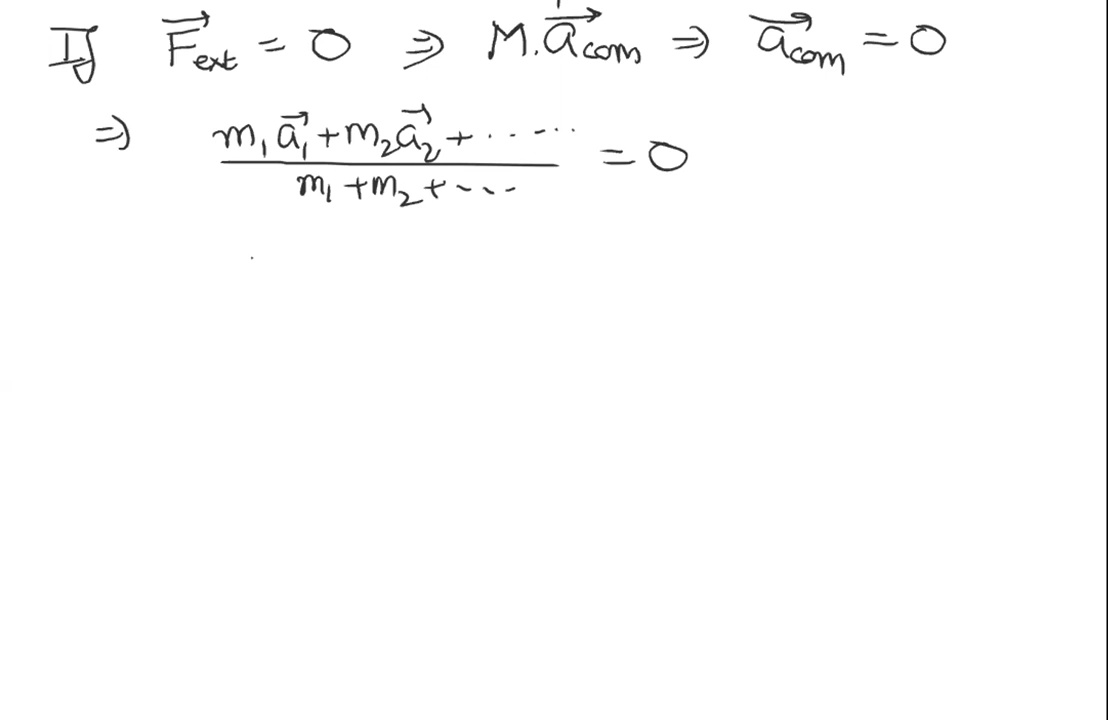 If F⃗ext = 0 ⇒ M.a⃗com ⇒ a⃗com = 0
⇒ (m₁a⃗₁ + m₂a⃗₂ + ......) / (m₁ + m₂ + ...) = 0